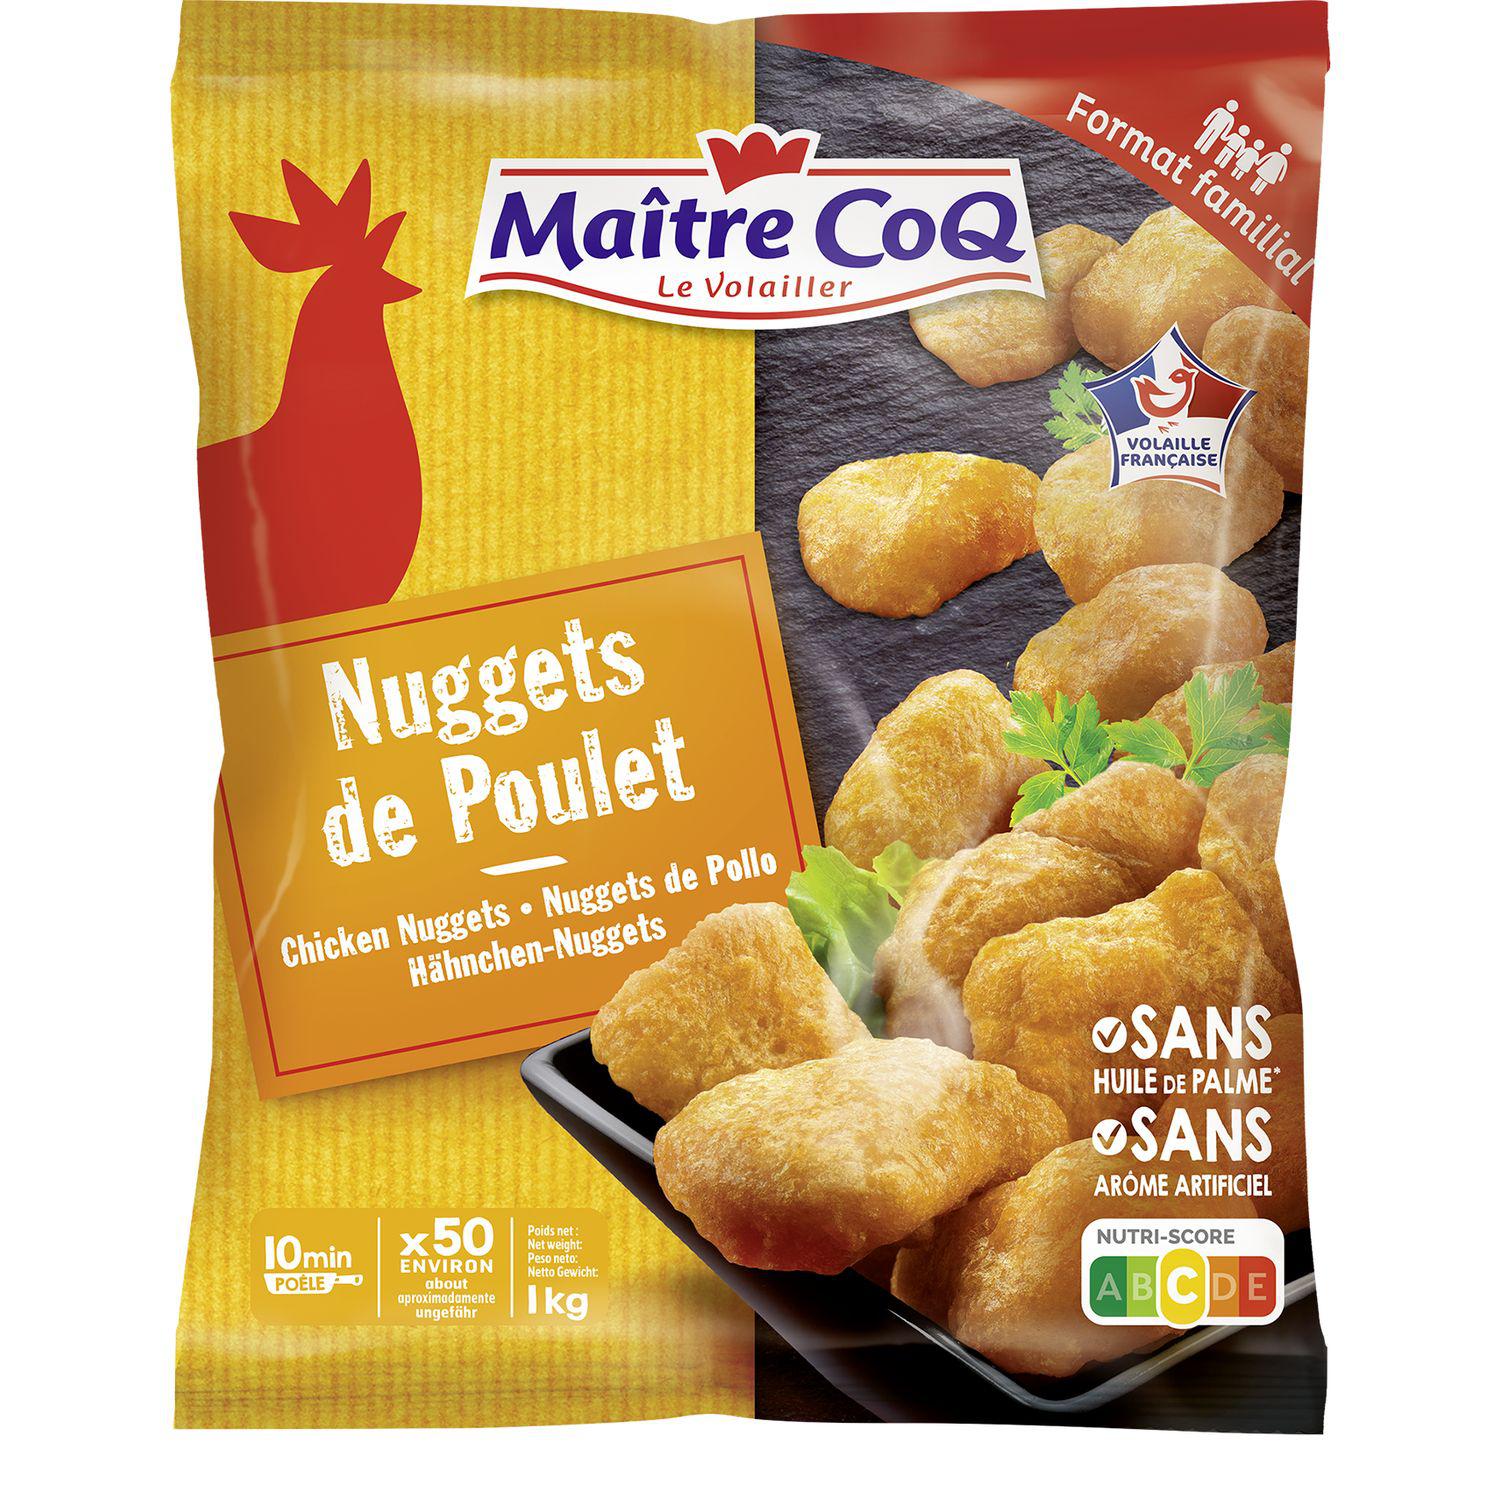 Format familial
Maître CoQ
Le Volailler
VOLAILLE
FRANÇAISE
Nuggets
de Poulet
Chicken Nuggets • Nuggets de Pollo
Hähnchen-Nuggets
SANS
HUILE DE PALME*
SANS
ARÔME ARTIFICIEL
NUTRI-SCORE
A B C D E
10 min
POÊLE
x50
ENVIRON
about
aproximadamente
ungefähr
Poids net :
Net weight:
Peso neto:
Netto Gewicht:
1kg